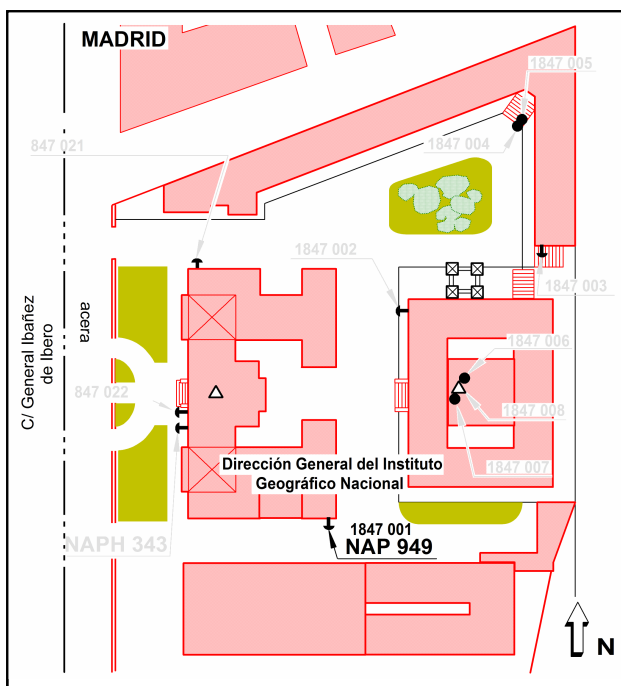 MADRID
1847 005
847 021
1847 004
1847 002
1847 003
C/ General Ibañez
de Ibero
acera
1847 006
847 022
1847 008
Dirección General del Instituto
Geográfico Nacional
1847 007
1847 001
NAPH 343
NAP 949
N